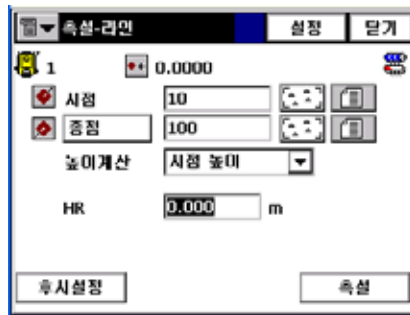 측설-라인 설정 닫기
1 0.0000
시점 10
종점 100
높이계산 시점 높이
HR 0.000 m
후시설정 측설